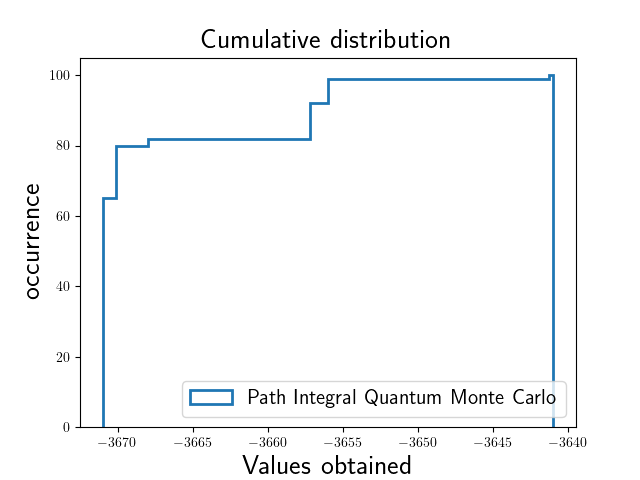 Cumulative distribution
occurrence
100
80
60
40
20
0
Path Integral Quantum Monte Carlo
−3670 −3665 −3660 −3655 −3650 −3645 −3640
Values obtained